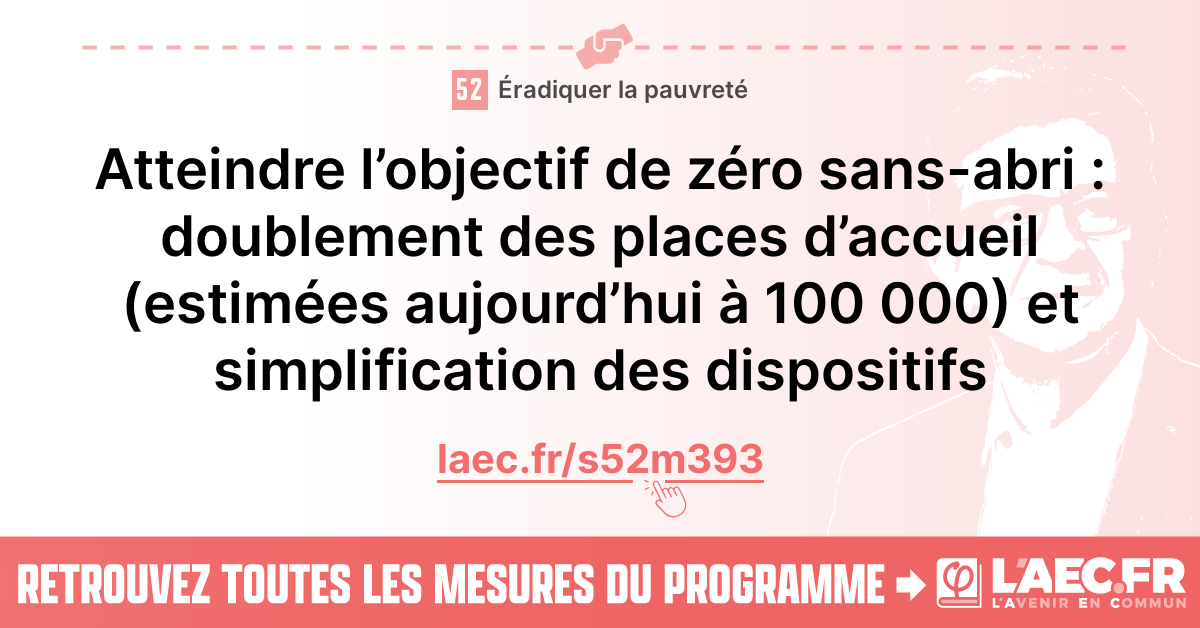 52 Éradiquer la pauvreté
Atteindre l’objectif de zéro sans-abri :
doublement des places d’accueil
(estimées aujourd’hui à 100 000) et
simplification des dispositifs
laec.fr/s52m393
RETROUVEZ TOUTES LES MESURES DU PROGRAMME
φ L'AEC.FR
L'AVENIR EN COMMUN